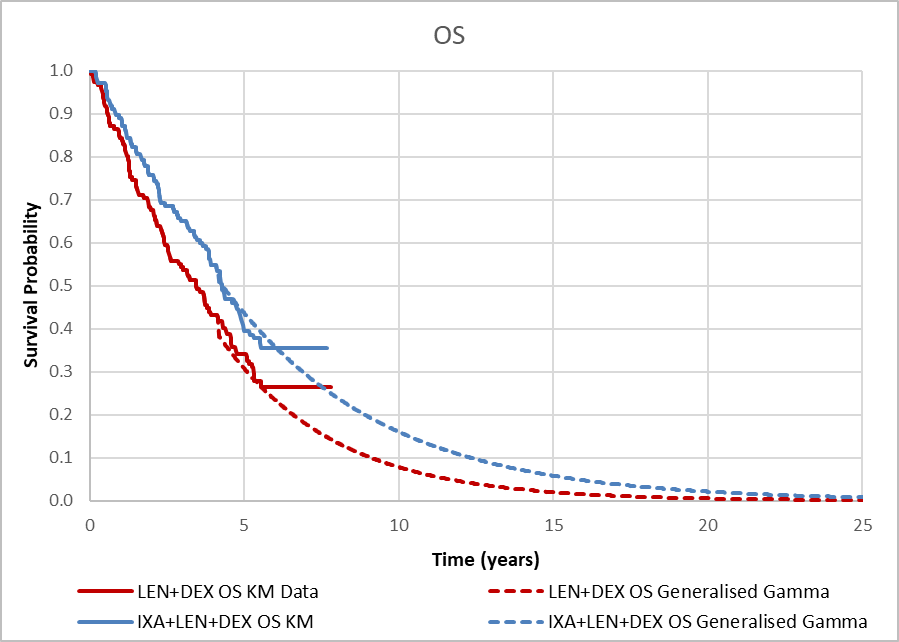 OS
1.0
0.9
0.8
0.7
0.6
0.5
0.4
0.3
0.2
0.1
0.0
Survival Probability
0 5 10 15 20 25
Time (years)
LEN+DEX OS KM Data LEN+DEX OS Generalised Gamma
IXA+LEN+DEX OS KM IXA+LEN+DEX OS Generalised Gamma